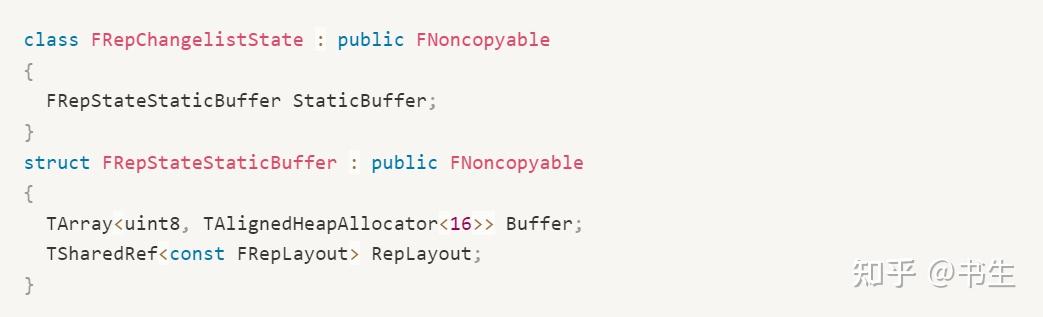 class FRepChangelistState : public FNoncopyable
{
  FRepStateStaticBuffer StaticBuffer;
}
struct FRepStateStaticBuffer : public FNoncopyable
{
  TArray<uint8, TAlignedHeapAllocator<16>> Buffer;
  TSharedRef<const FRepLayout> RepLayout;
}
知乎 @书生